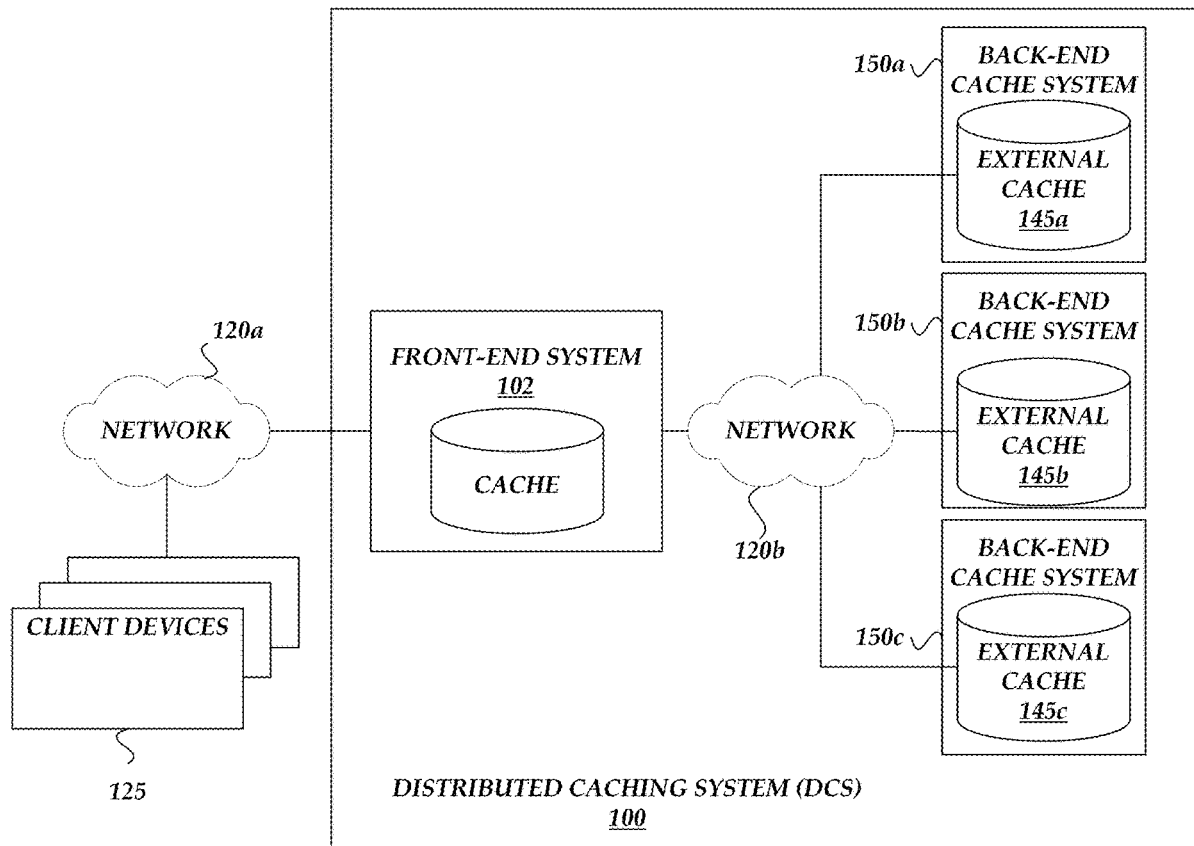 150a
BACK-END
CACHE SYSTEM
EXTERNAL
CACHE
145a
120a
NETWORK
FRONT-END SYSTEM
102
CACHE
NETWORK
120b
150b
BACK-END
CACHE SYSTEM
EXTERNAL
CACHE
145b
CLIENT DEVICES
125
150c
BACK-END
CACHE SYSTEM
EXTERNAL
CACHE
145c
DISTRIBUTED CACHING SYSTEM (DCS)
100